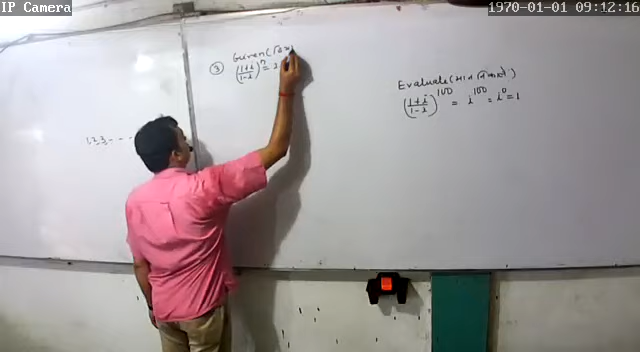 IP Camera
1970-01-01 09:12:16
1,2,3, - - -
③ Given
(1+i/1-i)^n =
Evaluate
(1+i/1-i)^100 = i^100 = i^0 = 1